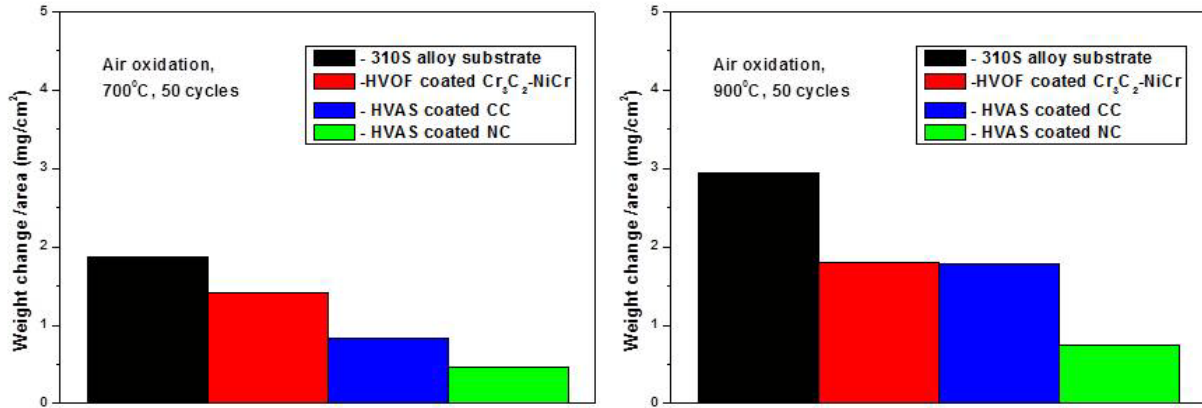 5
4
3
2
1
0
Weight change /area (mg/cm²)
Air oxidation,
700⁰C, 50 cycles
- 310S alloy substrate
-HVOF coated Cr₃C₂-NiCr
- HVAS coated CC
- HVAS coated NC
5
4
3
2
1
0
Weight change /area (mg/cm²)
Air oxidation,
900⁰C, 50 cycles
- 310S alloy substrate
-HVOF coated Cr₃C₂-NiCr
- HVAS coated CC
- HVAS coated NC